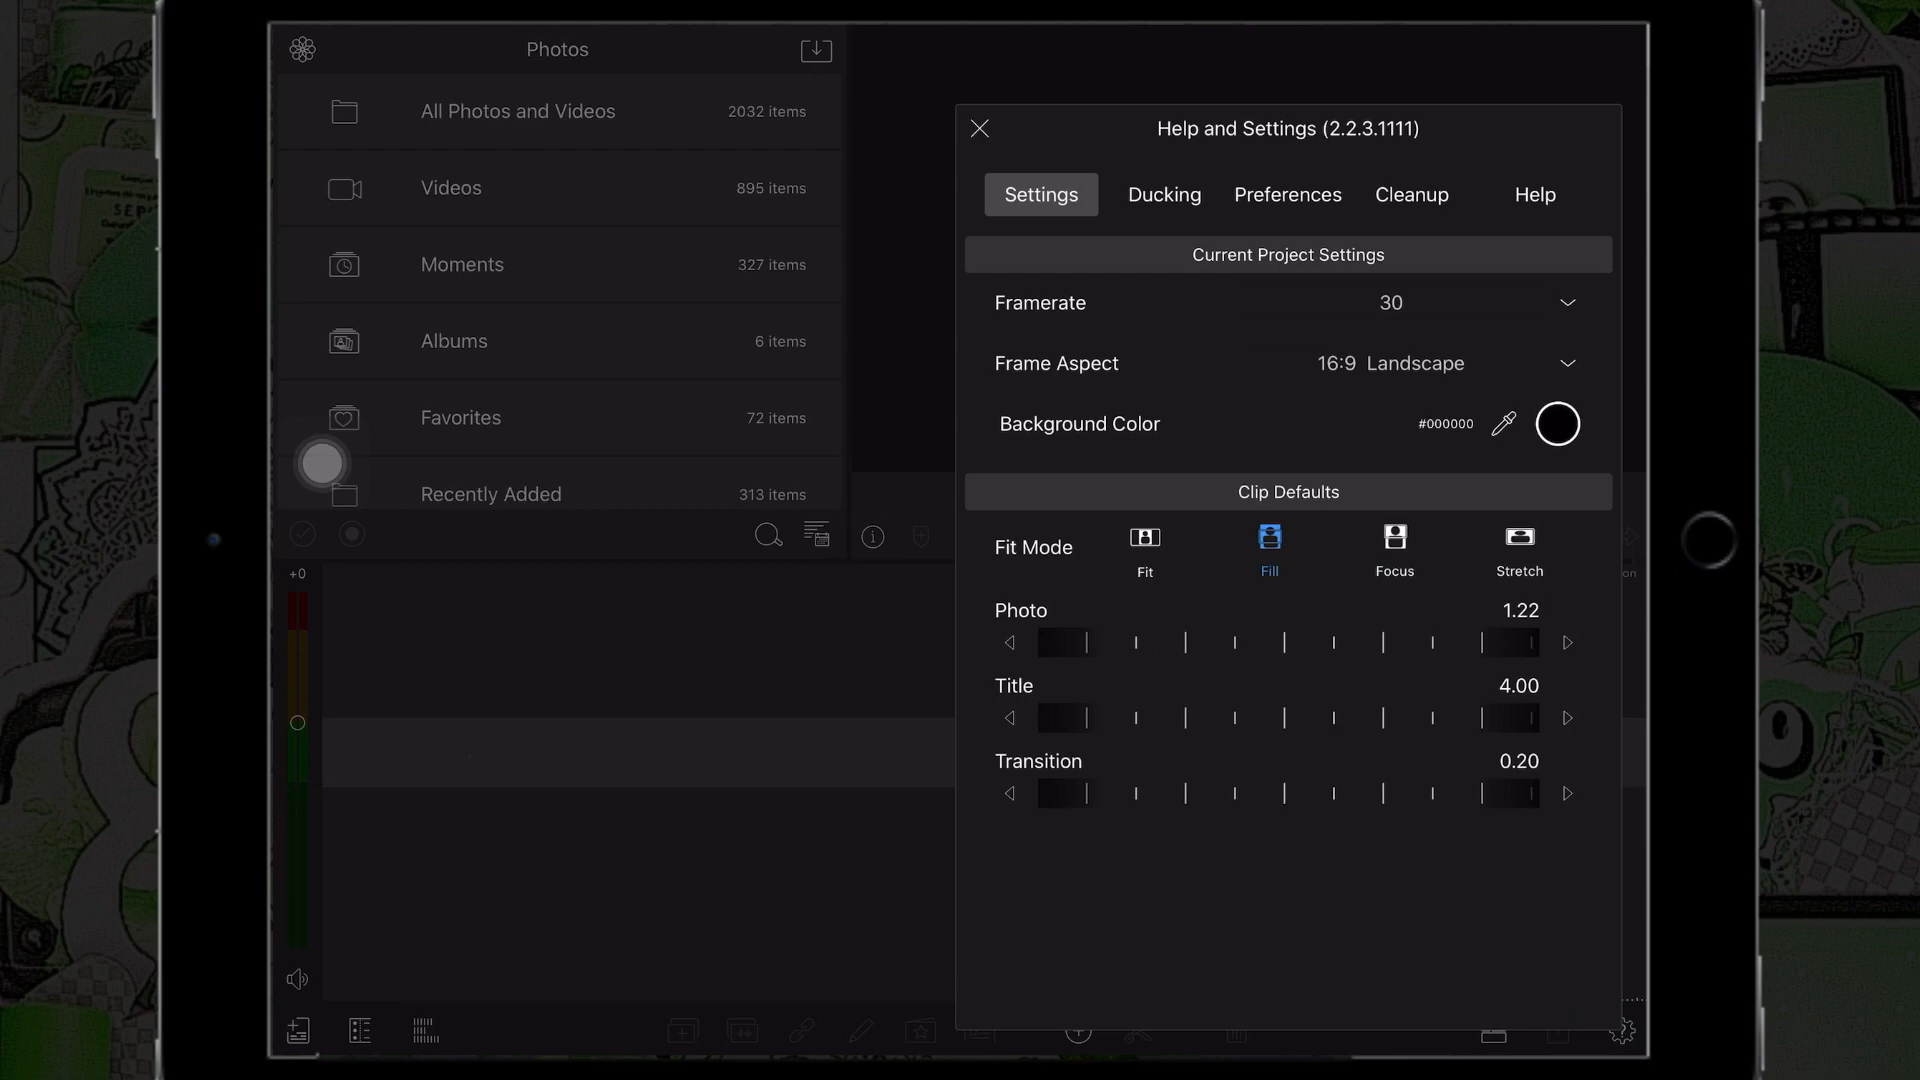 Photos
All Photos and Videos 2032 items
Videos 895 items
Moments 327 items
Albums 6 items
Favorites 72 items
Recently Added 313 items
+0
Help and Settings (2.2.3.1111)
Settings Ducking Preferences Cleanup Help
Current Project Settings
Framerate 30
Frame Aspect 16:9 Landscape
Background Color #000000
Clip Defaults
Fit Mode Fit Fill Focus Stretch
Photo 1.22
Title 4.00
Transition 0.20
on